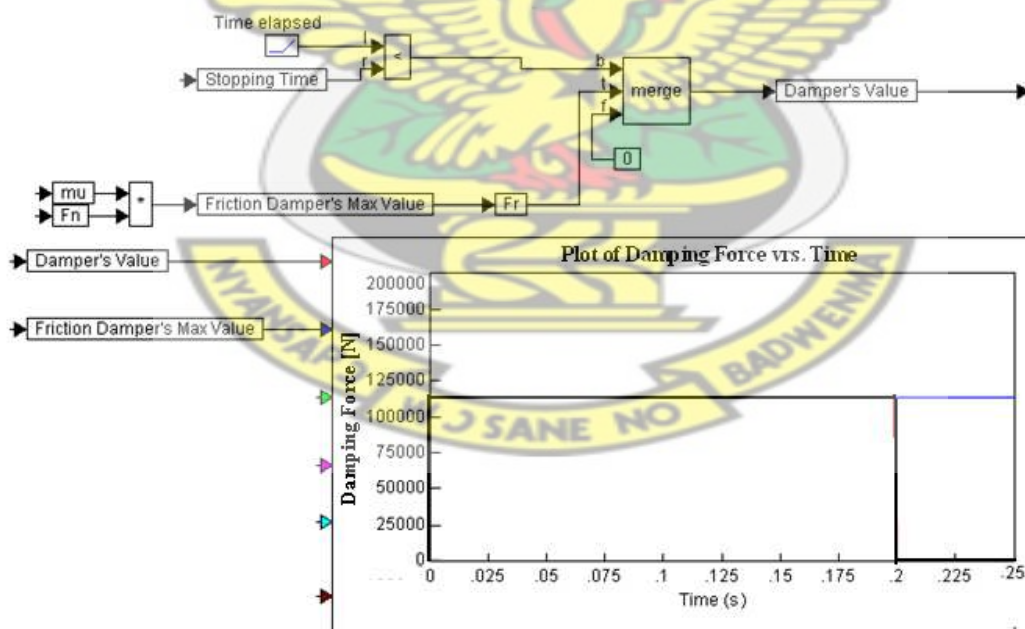 Time elapsed
l
<
r
Stopping Time
b
t
f
merge
Damper's Value
0
mu
Fn
*
Friction Damper's Max Value
Fr
Damper's Value
Friction Damper's Max Value
Plot of Damping Force vrs. Time
Damping Force [N]
200000
175000
150000
125000
100000
75000
50000
25000
0
0 .025 .05 .075 .1 .125 .15 .175 .2 .225 .25
Time (s)
NYANSAPO WƆ SANE NO BADWENMA